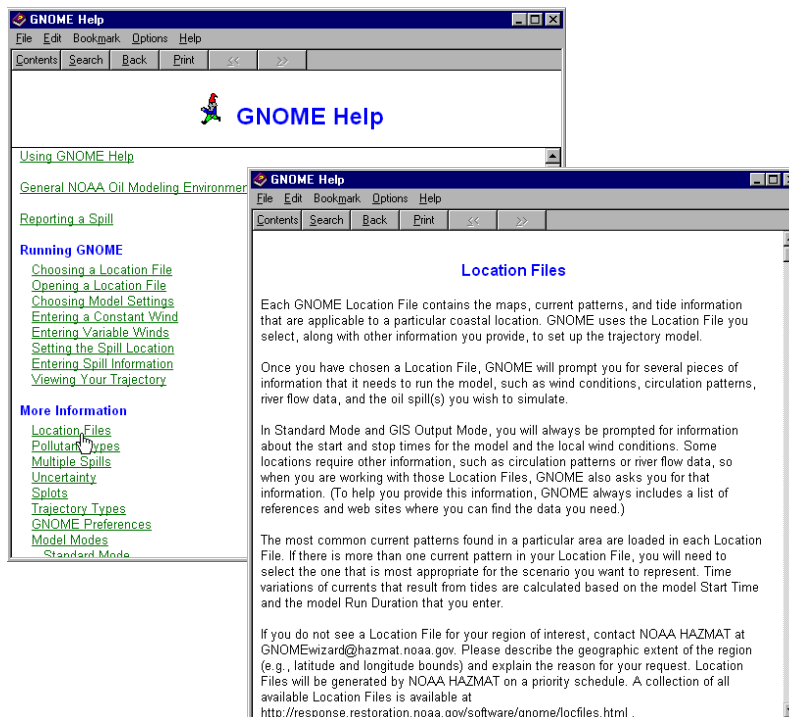 GNOME Help
File Edit Bookmark Options Help
Contents Search Back Print << >>
GNOME Help
Using GNOME Help
General NOAA Oil Modeling Environmen
Reporting a Spill
Running GNOME
Choosing a Location File
Opening a Location File
Choosing Model Settings
Entering a Constant Wind
Entering Variable Winds
Setting the Spill Location
Entering Spill Information
Viewing Your Trajectory
More Information
Location Files
Pollutant Types
Multiple Spills
Uncertainty
Splots
Trajectory Types
GNOME Preferences
Model Modes
Standard Mode
GNOME Help
File Edit Bookmark Options Help
Contents Search Back Print << >>
Location Files
Each GNOME Location File contains the maps, current patterns, and tide information
that are applicable to a particular coastal location. GNOME uses the Location File you
select, along with other information you provide, to set up the trajectory model.
Once you have chosen a Location File, GNOME will prompt you for several pieces of
information that it needs to run the model, such as wind conditions, circulation patterns,
river flow data, and the oil spill(s) you wish to simulate.
In Standard Mode and GIS Output Mode, you will always be prompted for information
about the start and stop times for the model and the local wind conditions. Some
locations require other information, such as circulation patterns or river flow data, so
when you are working with those Location Files, GNOME also asks you for that
information. (To help you provide this information, GNOME always includes a list of
references and web sites where you can find the data you need.)
The most common current patterns found in a particular area are loaded in each Location
File. If there is more than one current pattern in your Location File, you will need to
select the one that is most appropriate for the scenario you want to represent. Time
variations of currents that result from tides are calculated based on the model Start Time
and the model Run Duration that you enter.
If you do not see a Location File for your region of interest, contact NOAA HAZMAT at
GNOMEwizard@hazmat.noaa.gov. Please describe the geographic extent of the region
(e.g., latitude and longitude bounds) and explain the reason for your request. Location
Files will be generated by NOAA HAZMAT on a priority schedule. A collection of all
available Location Files is available at
http://response.restoration.noaa.gov/software/gnome/locfiles.html .